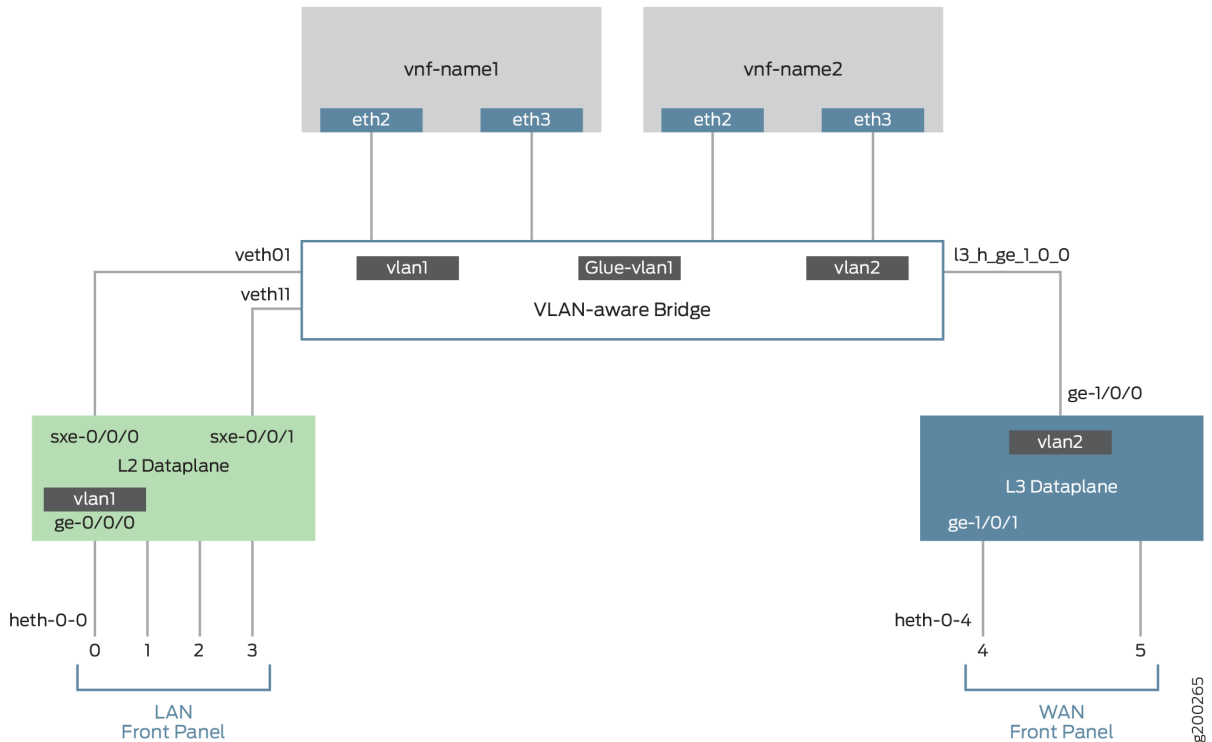 vnf-name1
vnf-name2
eth2
eth3
eth2
eth3
veth01
vlan1
Glue-vlan1
vlan2
l3_h_ge_1_0_0
veth11
VLAN-aware Bridge
ge-1/0/0
sxe-0/0/0
sxe-0/0/1
vlan2
L2 Dataplane
L3 Dataplane
vlan1
ge-0/0/0
ge-1/0/1
heth-0-0
heth-0-4
0
1
2
3
4
5
LAN
Front Panel
WAN
Front Panel
g200265